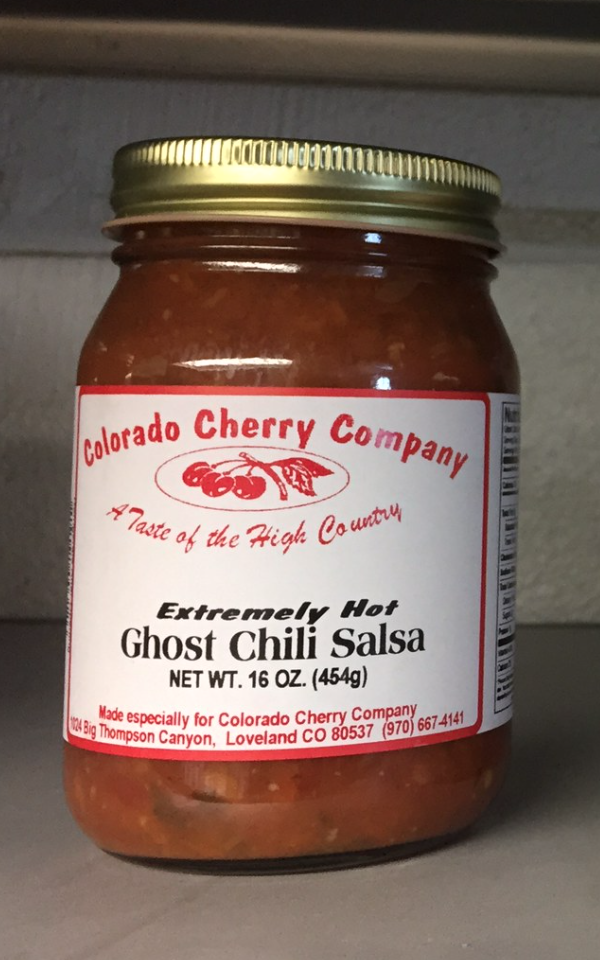 Colorado Cherry Company
A Taste of the High Country
Extremely Hot
Ghost Chili Salsa
NET WT. 16 OZ. (454g)
Made especially for Colorado Cherry Company
1024 Big Thompson Canyon, Loveland CO 80537 (970) 667-4141